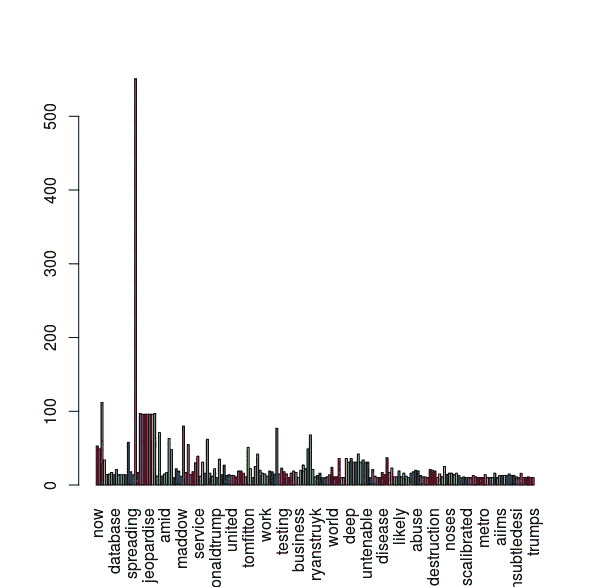 500
400
300
200
100
0
now
database
spreading
jeopardise
amid
maddow
service
onaldtrump
united
tomfitton
work
testing
business
ryanstruyk
world
deep
untenable
disease
likely
abuse
destruction
noses
scalibrated
metro
aiims
nsubtledesi
trumps